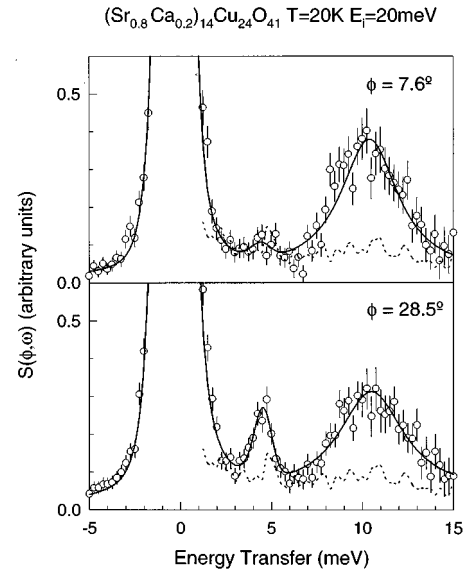 (Sr0.8Ca0.2)14Cu24O41 T=20K Ei=20meV
ϕ = 7.6º
0.5
0.0
ϕ = 28.5º
0.5
0.0
S(ϕ,ω) (arbitrary units)
-5 0 5 10 15
Energy Transfer (meV)